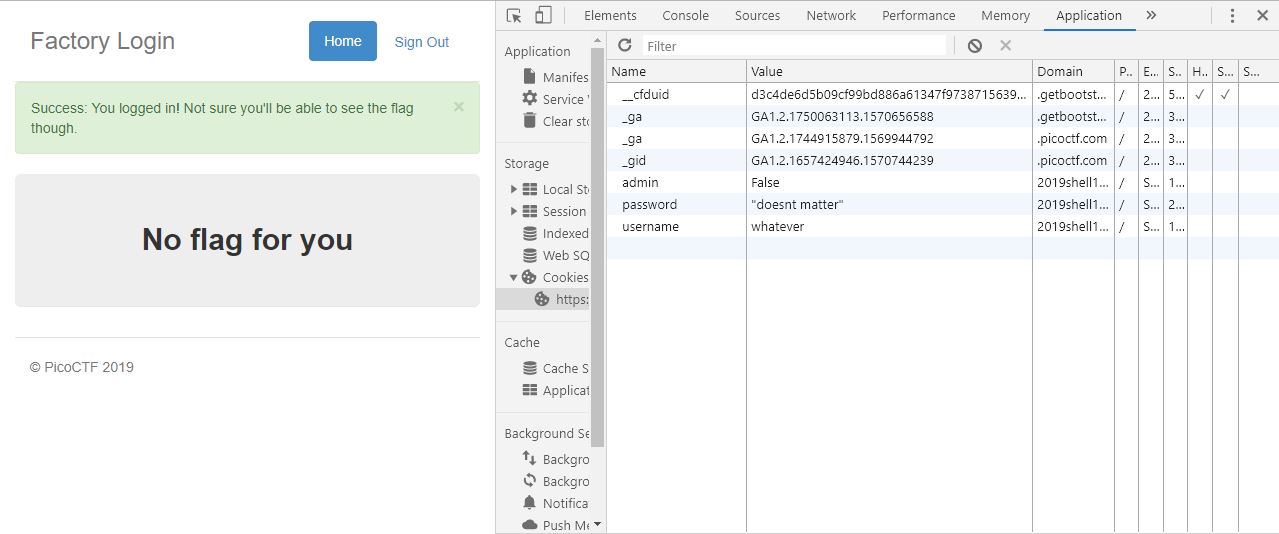 Factory Login
Home
Sign Out
Success: You logged in! Not sure you'll be able to see the flag
though.
×
No flag for you
© PicoCTF 2019
Elements Console Sources Network Performance Memory Application »
Application
Manifes
Service
Clear sto
Storage
Local Sto
Session
Indexed
Web SQ
Cookies
https:
Cache
Cache S
Applicat
Background Se
Backgro
Backgro
Notifica
Push Me
Filter
Name Value Domain P.. E... S.. H.. S... S...
__cfduid d3c4de6d5b09cf99bd886a61347f9738715639... .getbootst... / 2... 5... ✓ ✓
_ga GA1.2.1750063113.1570656588 .getbootst... / 2... 3...
_ga GA1.2.1744915879.1569944792 .picoctf.com / 2... 3...
_gid GA1.2.1657424946.1570744239 .picoctf.com / 2... 3...
admin False 2019shell1... / S... 1...
password "doesnt matter" 2019shell1... / S... 2...
username whatever 2019shell1... / S... 1...